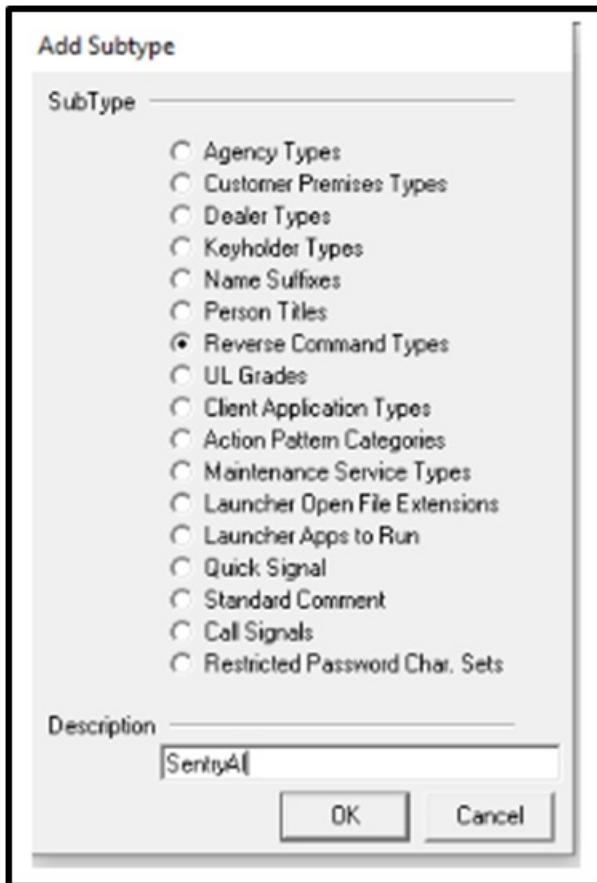 Add Subtype
SubType
Agency Types
Customer Premises Types
Dealer Types
Keyholder Types
Name Suffixes
Person Titles
Reverse Command Types
UL Grades
Client Application Types
Action Pattern Categories
Maintenance Service Types
Launcher Open File Extensions
Launcher Apps to Run
Quick Signal
Standard Comment
Call Signals
Restricted Password Char. Sets
Description
SentryAI
OK Cancel